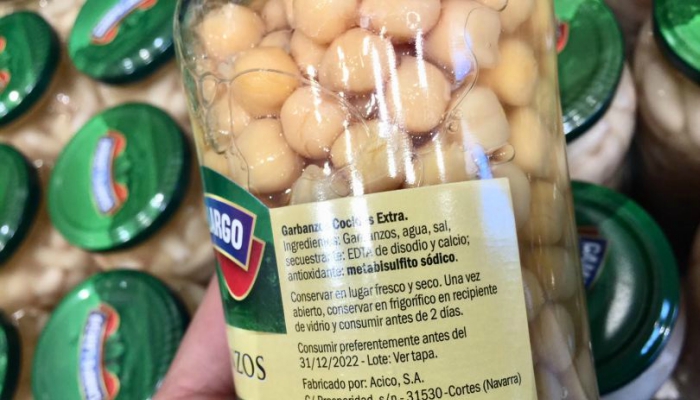 ARGO
ZOS
Garbanzos Cocidos Extra.
Ingredientes: Garbanzos, agua, sal,
secuestrante: EDTA de disodio y calcio;
antioxidante: metabisulfito sódico.
Conservar en lugar fresco y seco. Una vez
abierto, conservar en frigorífico en recipiente
de vidrio y consumir antes de 2 días.
Consumir preferentemente antes del
31/12/2022 - Lote: Ver tapa.
Fabricado por: Acico, S.A.
C/ Prosperidad, s/n - 31530 -Cortes (Navarra)